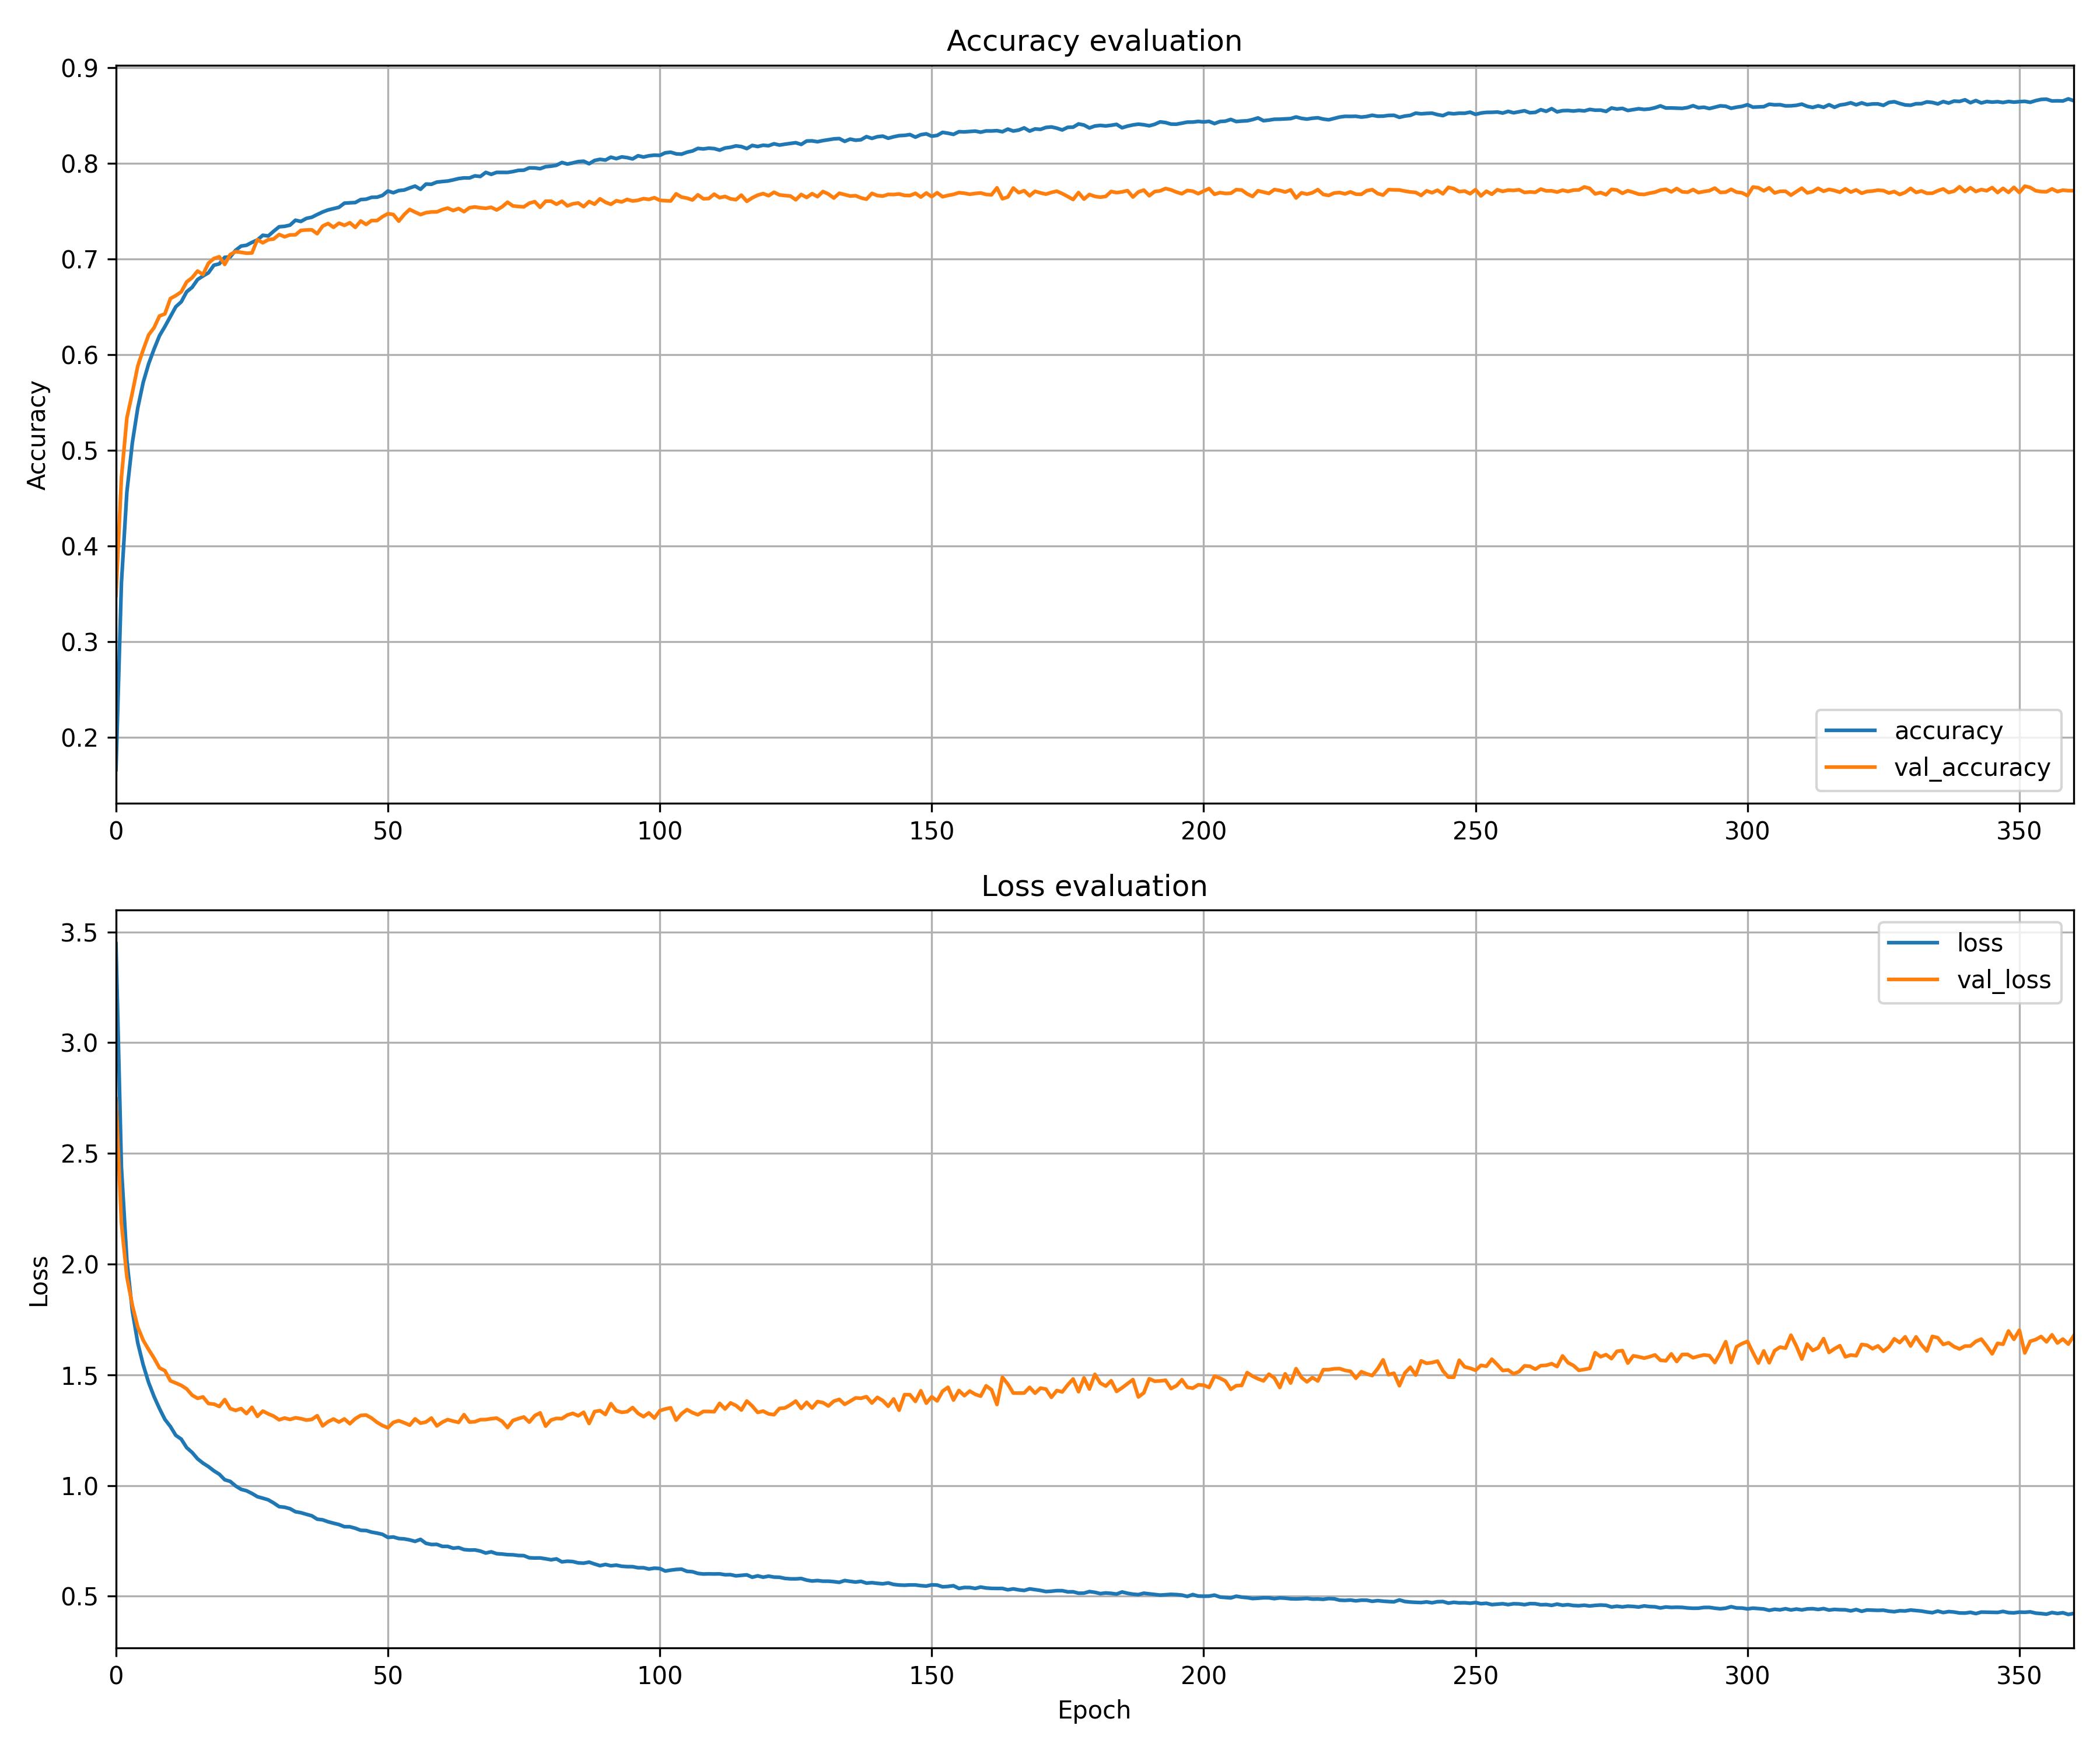 Accuracy evaluation
0.9
0.8
0.7
0.6
0.5
0.4
0.3
0.2
Accuracy
accuracy
val_accuracy
0 50 100 150 200 250 300 350
Loss evaluation
3.5
3.0
2.5
2.0
1.5
1.0
0.5
Loss
loss
val_loss
0 50 100 150 200 250 300 350
Epoch